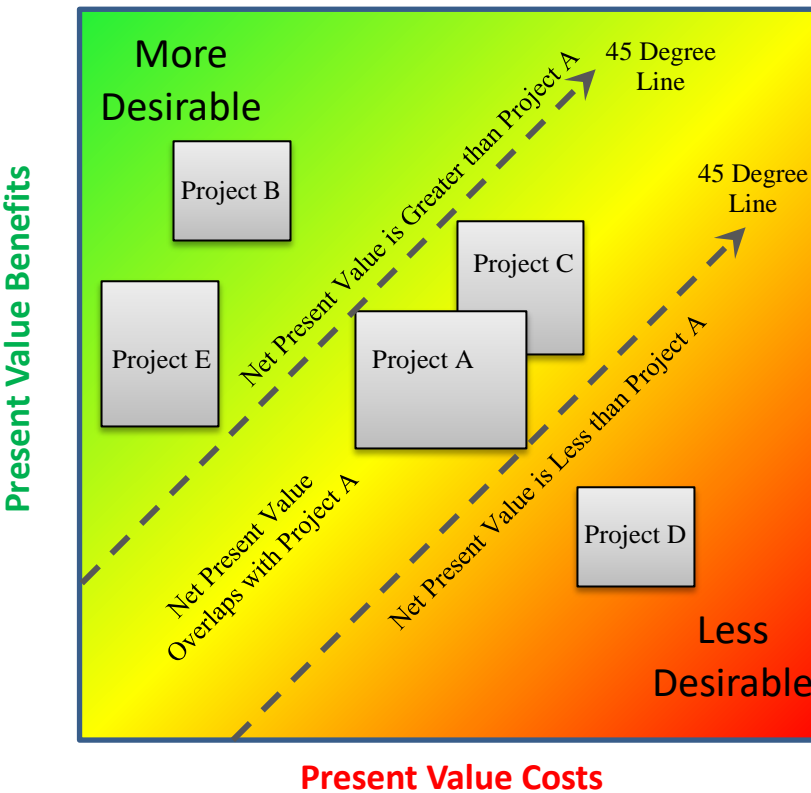 More
Desirable
45 Degree
Line
45 Degree
Line
Present Value Benefits
Project B
Net Present Value is Greater than Project A
Project C
Project E
Project A
Net Present Value is Less than Project A
Net Present Value
Overlaps with Project A
Project D
Less
Desirable
Present Value Costs